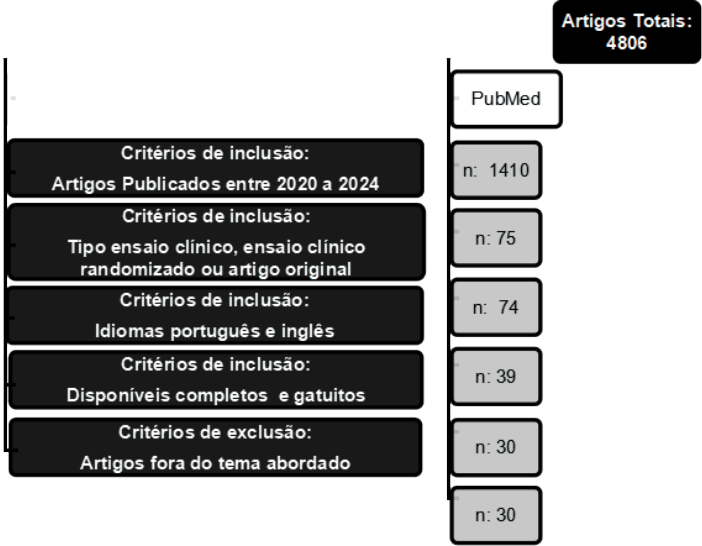 Artigos Totais:
4806
PubMed
Critérios de inclusão:
Artigos Publicados entre 2020 a 2024
n: 1410
Critérios de inclusão:
Tipo ensaio clínico, ensaio clínico
randomizado ou artigo original
n: 75
Critérios de inclusão:
Idiomas português e inglês
n: 74
Critérios de inclusão:
Disponíveis completos e gatuitos
n: 39
Critérios de exclusão:
Artigos fora do tema abordado
n: 30
n: 30